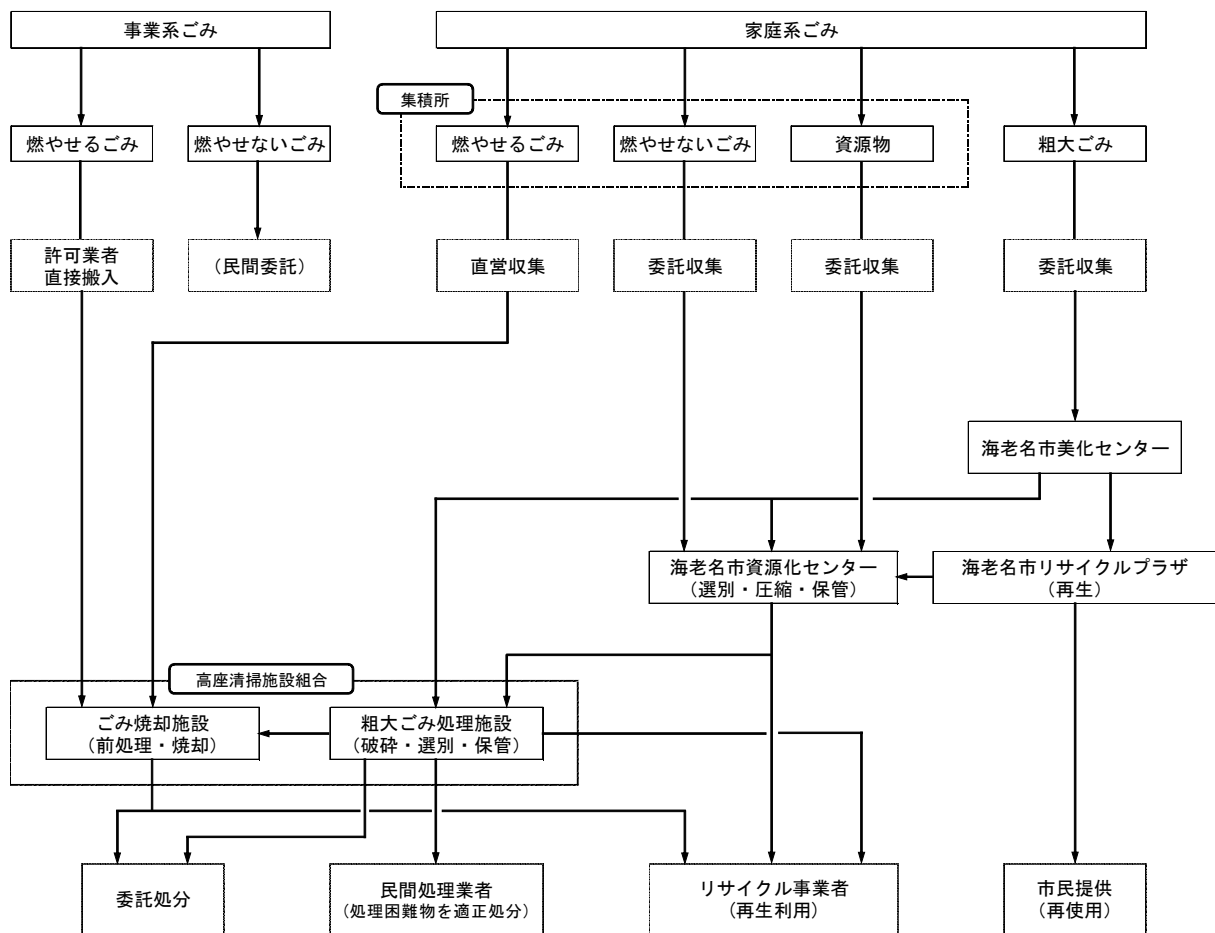 事業系ごみ
家庭系ごみ
集積所
燃やせるごみ
燃やせないごみ
燃やせるごみ
燃やせないごみ
資源物
粗大ごみ
許可業者
直接搬入
（民間委託）
直営収集
委託収集
委託収集
委託収集
海老名市美化センター
海老名市資源化センター
（選別・圧縮・保管）
海老名市リサイクルプラザ
（再生）
高座清掃施設組合
ごみ焼却施設
（前処理・焼却）
粗大ごみ処理施設
（破砕・選別・保管）
委託処分
民間処理業者
（処理困難物を適正処分）
リサイクル事業者
（再生利用）
市民提供
（再使用）